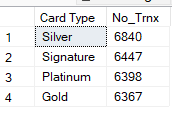 Card Type No_Trnx
1 Silver 6840
2 Signature 6447
3 Platinum 6398
4 Gold 6367